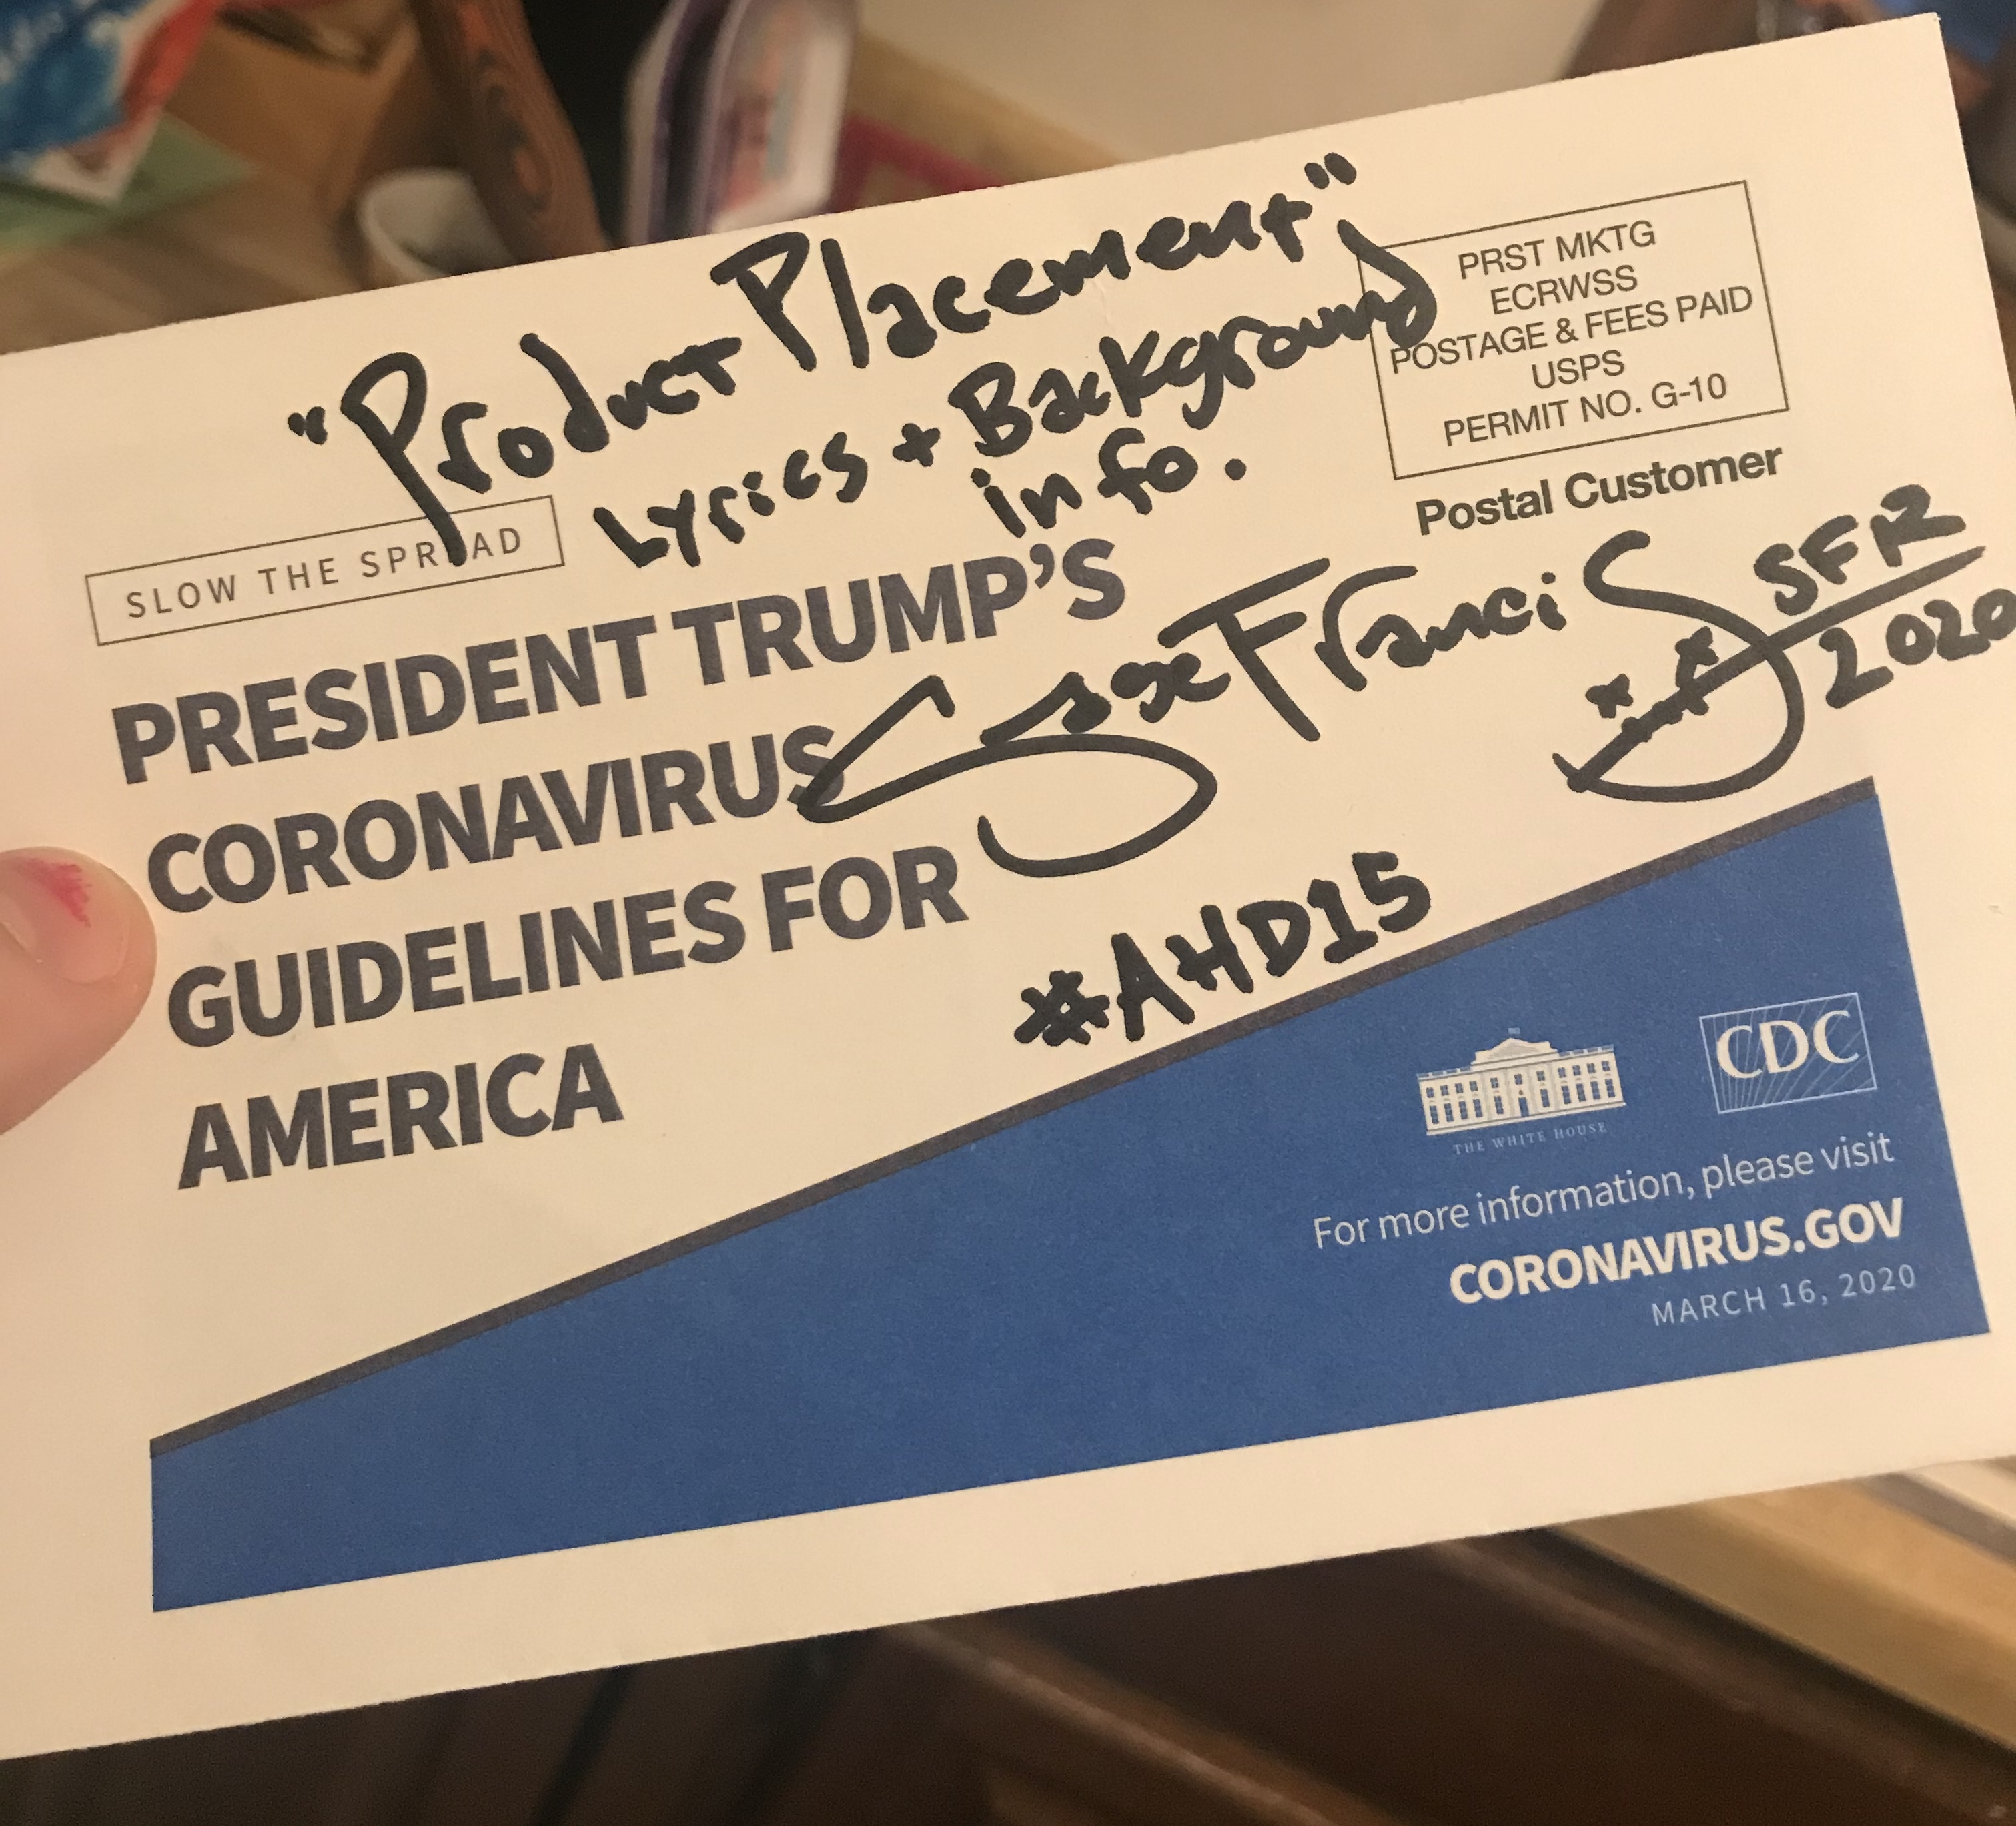 "Product Placement"
Lyrics + Background
info.
PRST MKTG
ECRWSS
POSTAGE & FEES PAID
USPS
PERMIT NO. G-10
Postal Customer
SLOW THE SPREAD
PRESIDENT TRUMP'S
CORONAVIRUS
GUIDELINES FOR
AMERICA
Sage Francis
SFR
2020
#AHD15
THE WHITE HOUSE
CDC
For more information, please visit
CORONAVIRUS.GOV
MARCH 16, 2020